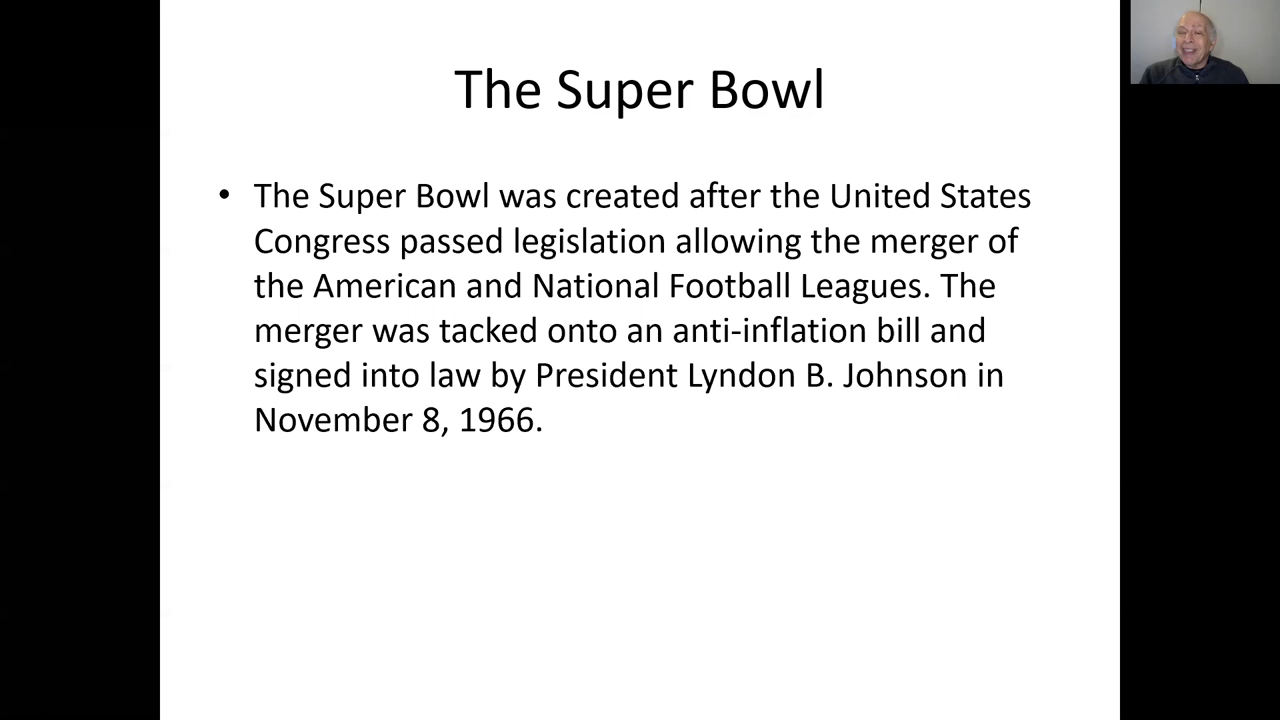 The Super Bowl
• The Super Bowl was created after the United States
Congress passed legislation allowing the merger of
the American and National Football Leagues. The
merger was tacked onto an anti-inflation bill and
signed into law by President Lyndon B. Johnson in
November 8, 1966.